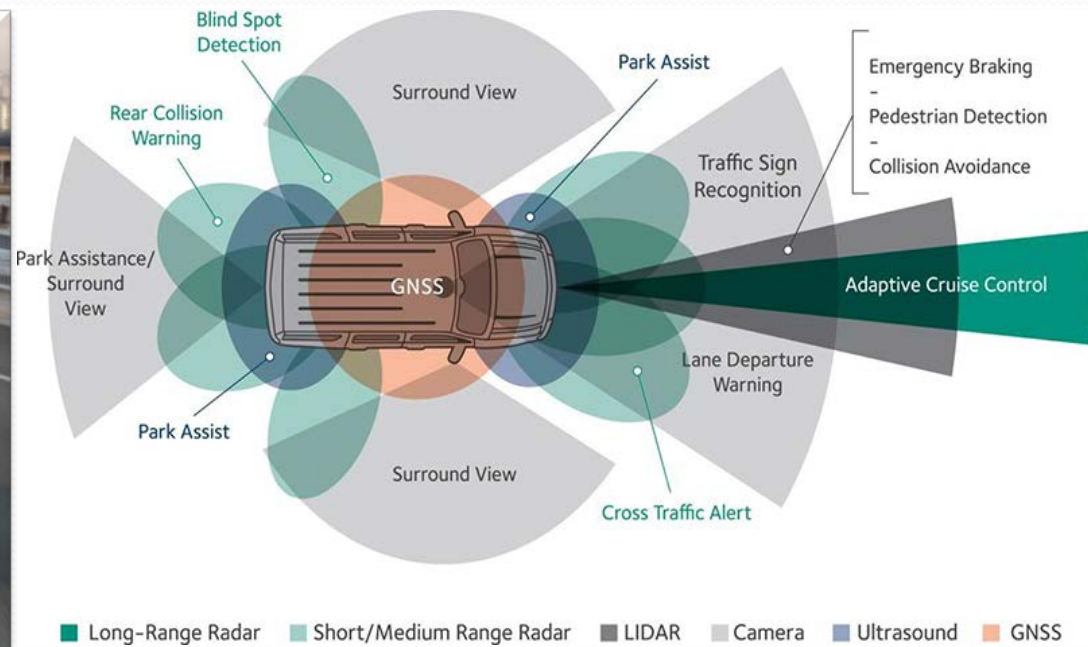 Blind Spot
Detection
Surround View
Park Assist
Emergency Braking
-
Pedestrian Detection
-
Collision Avoidance
Rear Collision
Warning
Traffic Sign
Recognition
Park Assistance/
Surround
View
GNSS
Adaptive Cruise Control
Lane Departure
Warning
Park Assist
Surround View
Cross Traffic Alert
Long-Range Radar
Short/Medium Range Radar
LIDAR
Camera
Ultrasound
GNSS